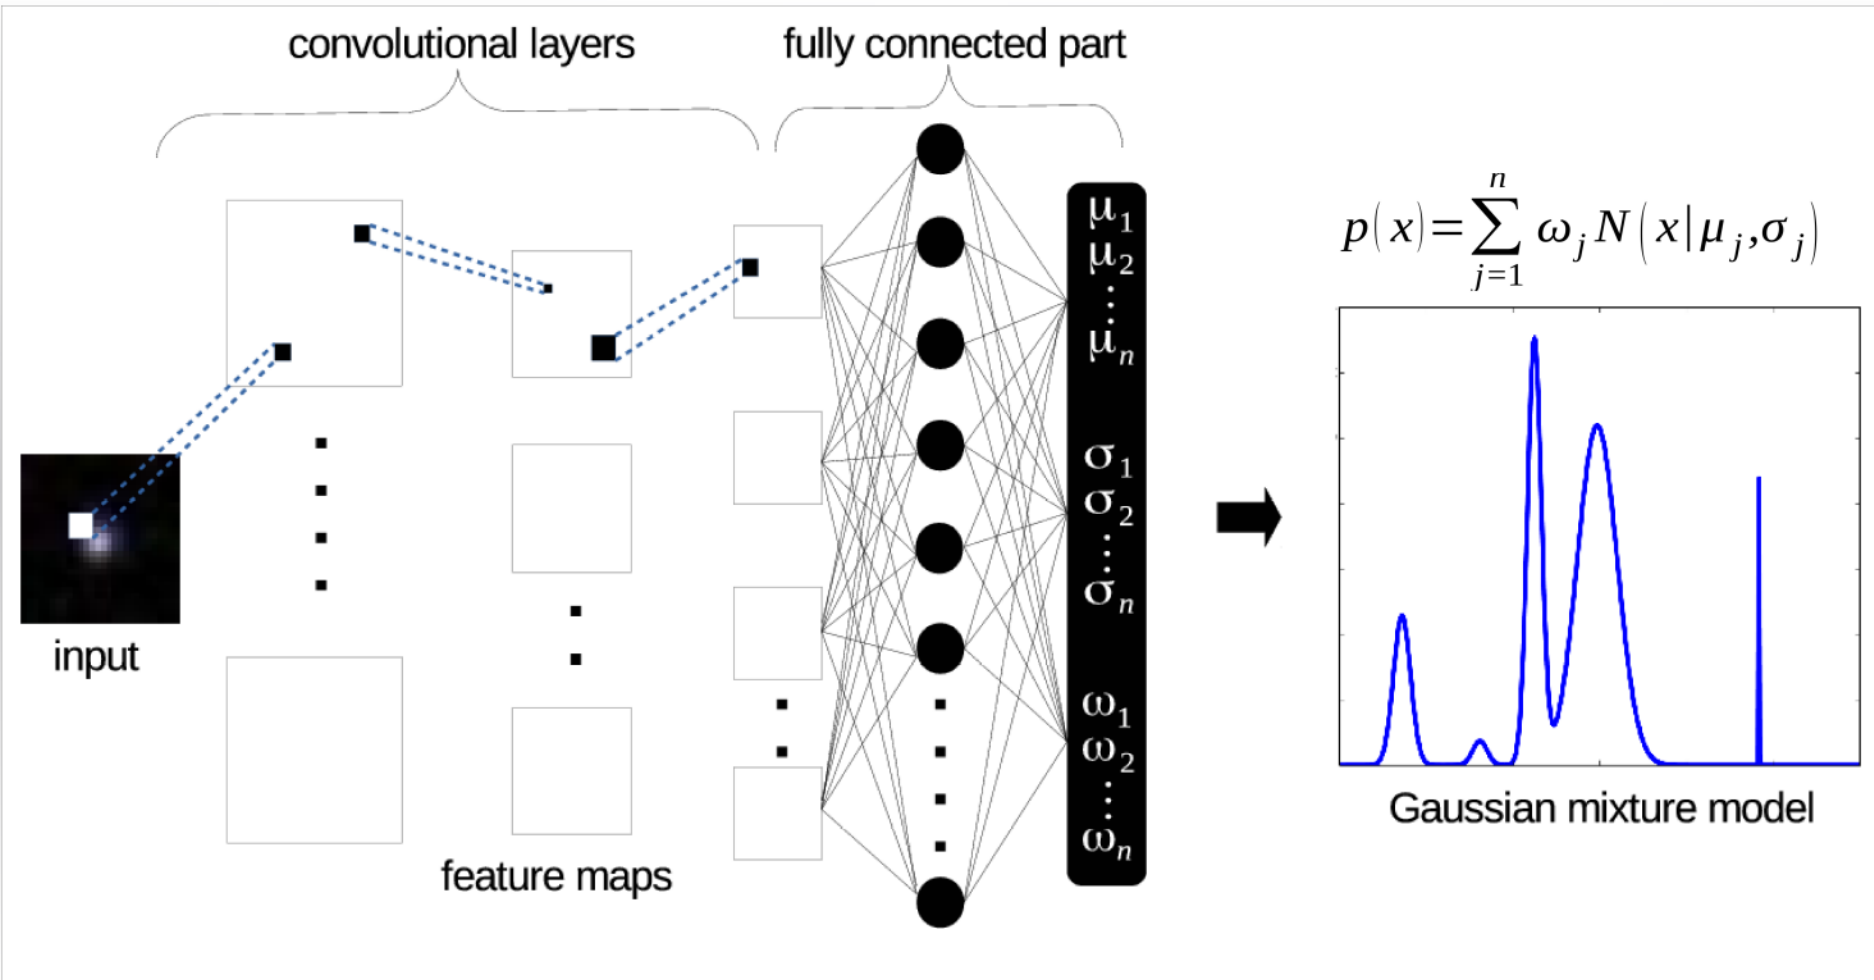 convolutional layers
fully connected part
input
feature maps
μ1
μ2
....
μn
σ1
σ2
....
σn
ω1
ω2
....
ωn
n
p(x)=∑ ωj N(x|μj,σj)
j=1
Gaussian mixture model